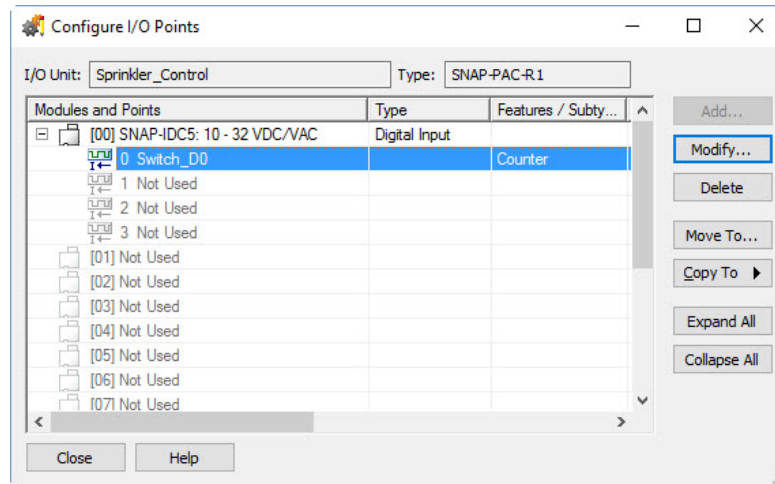 Configure I/O Points
I/O Unit: Sprinkler_Control Type: SNAP-PAC-R1
Modules and Points Type Features / Subty...
[00] SNAP-IDC5: 10 - 32 VDC/VAC Digital Input
0 Switch_D0 Counter
1 Not Used
2 Not Used
3 Not Used
[01] Not Used
[02] Not Used
[03] Not Used
[04] Not Used
[05] Not Used
[06] Not Used
[07] Not Used
Add...
Modify...
Delete
Move To...
Copy To
Expand All
Collapse All
Close Help